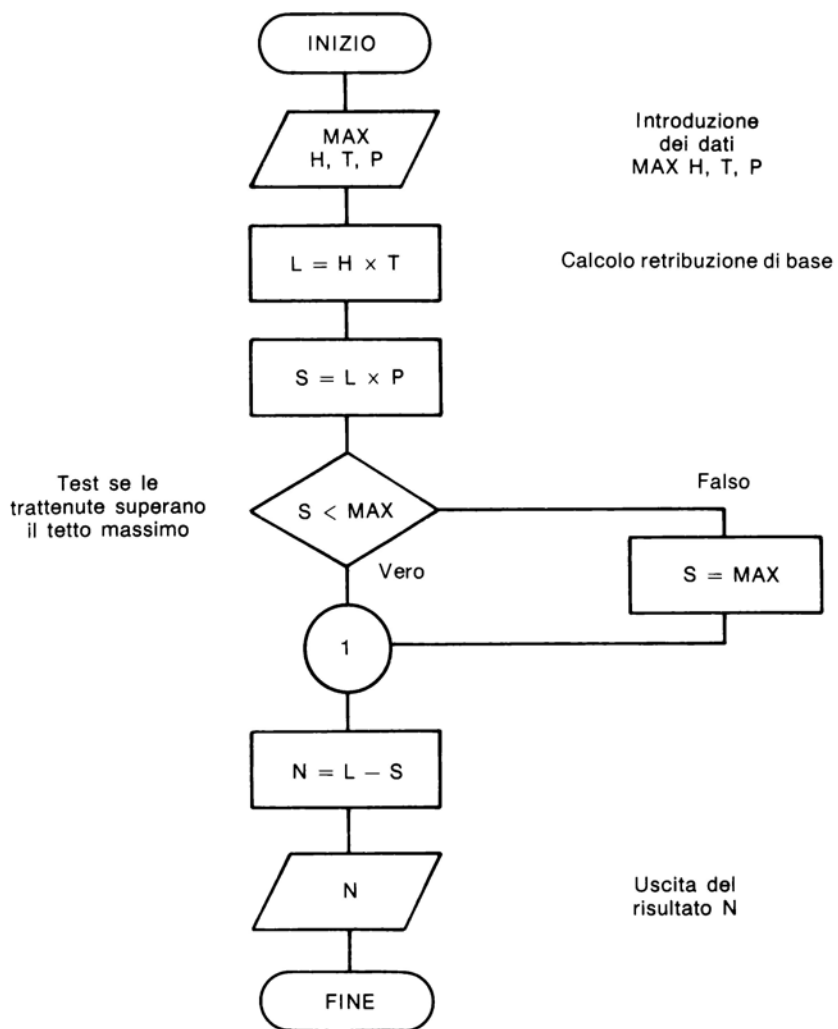 INIZIO
MAX
H, T, P
Introduzione
dei dati
MAX H, T, P
L = H × T
Calcolo retribuzione di base
S = L × P
Test se le
trattenute superano
il tetto massimo
S < MAX
Falso
Vero
S = MAX
1
N = L – S
N
Uscita del
risultato N
FINE